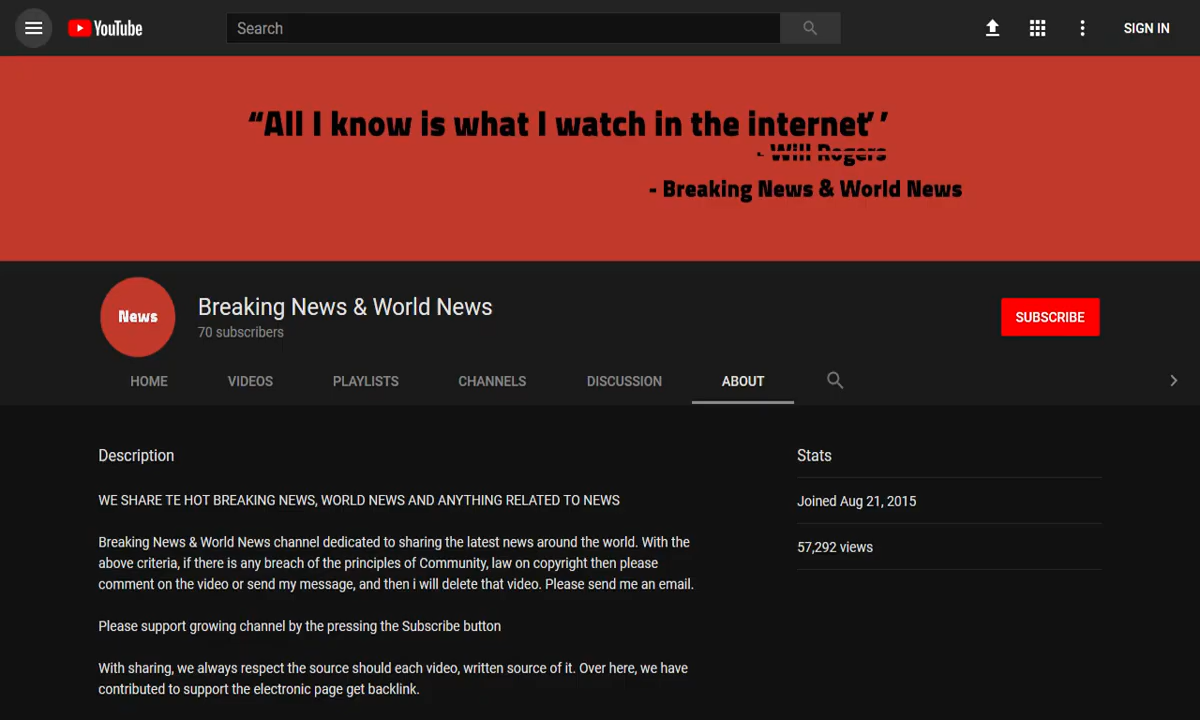 YouTube
Search
SIGN IN
“All I know is what I watch in the internet’’
- Will Rogers
- Breaking News & World News
News
Breaking News & World News
70 subscribers
SUBSCRIBE
HOME
VIDEOS
PLAYLISTS
CHANNELS
DISCUSSION
ABOUT
Description
WE SHARE TE HOT BREAKING NEWS, WORLD NEWS AND ANYTHING RELATED TO NEWS
Breaking News & World News channel dedicated to sharing the latest news around the world. With the
above criteria, if there is any breach of the principles of Community, law on copyright then please
comment on the video or send my message, and then i will delete that video. Please send me an email.
Please support growing channel by the pressing the Subscribe button
With sharing, we always respect the source should each video, written source of it. Over here, we have
contributed to support the electronic page get backlink.
Stats
Joined Aug 21, 2015
57,292 views